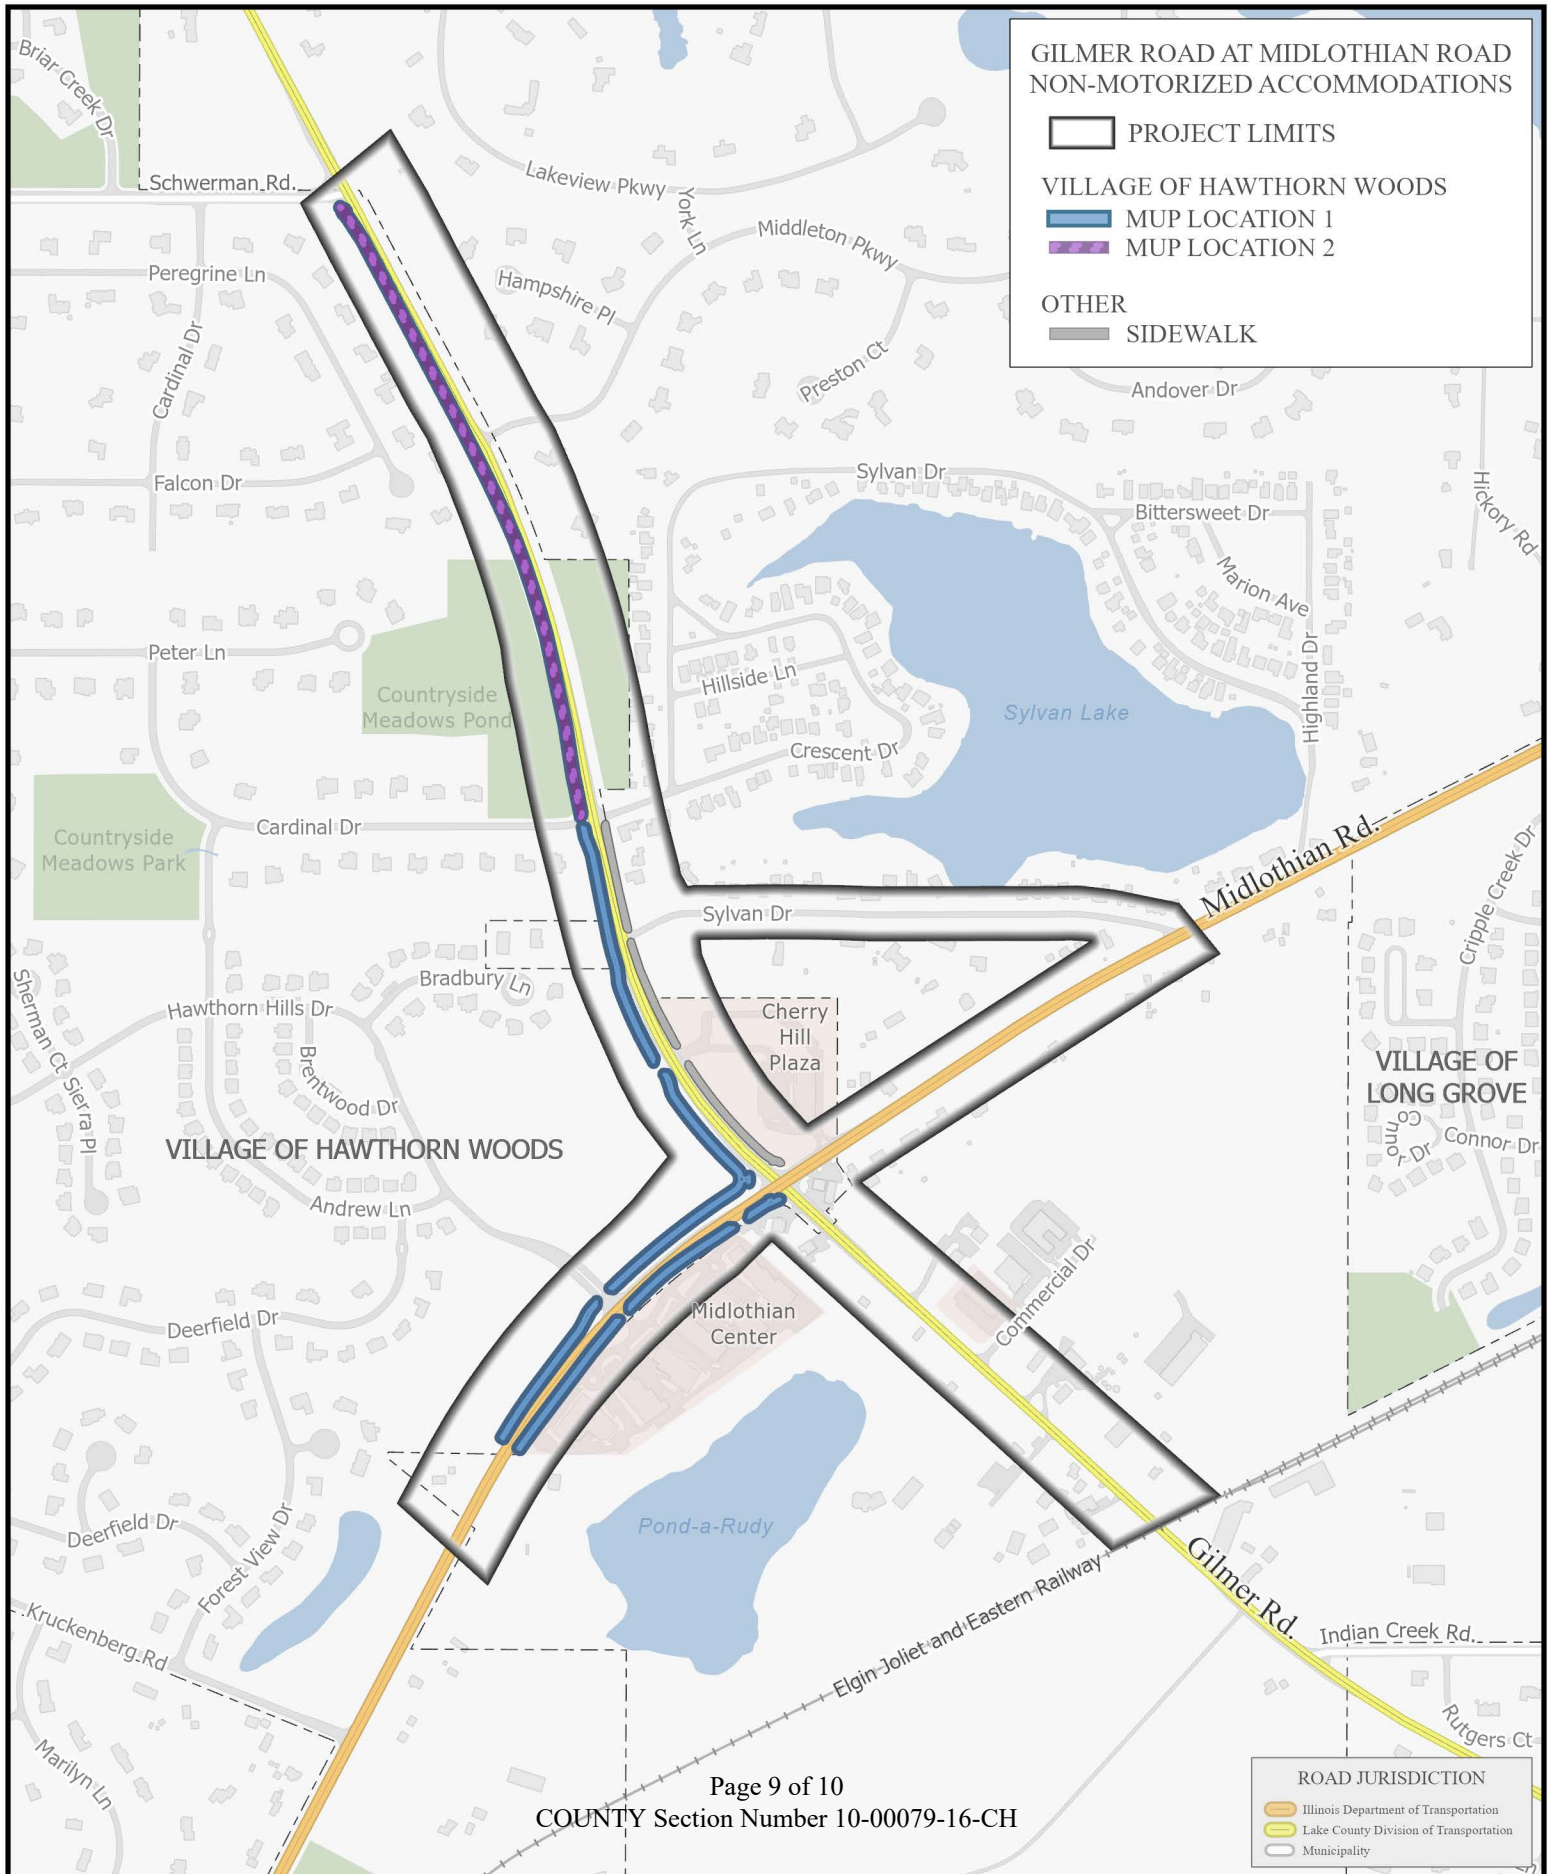 GILMER ROAD AT MIDLOTHIAN ROAD
NON-MOTORIZED ACCOMMODATIONS
PROJECT LIMITS
VILLAGE OF HAWTHORN WOODS
MUP LOCATION 1
MUP LOCATION 2
OTHER
SIDEWALK
Briar Creek Dr
Schwerman Rd.
Lakeview Pkwy
York Ln
Middleton Pkwy
Peregrine Ln
Hampshire Pl
Cardinal Dr
Preston Ct
Andover Dr
Falcon Dr
Sylvan Dr
Bittersweet Dr
Hickory Rd
Marion Ave
Peter Ln
Hillside Ln
Highland Dr
Countryside
Meadows Pond
Sylvan Lake
Crescent Dr
Countryside
Meadows Park
Cardinal Dr
Midlothian Rd.
Cripple Creek Dr
Sylvan Dr
Sherman Ct
Bradbury Ln
Hawthorn Hills Dr
Cherry
Hill
Plaza
Sierra Pl
Brentwood Dr
VILLAGE OF
LONG GROVE
Connor Dr
Connor Dr
VILLAGE OF HAWTHORN WOODS
Andrew Ln
Commercial Dr
Deerfield Dr
Midlothian
Center
Deerfield Dr
Forest View Dr
Pond-a-Rudy
Gilmer Rd.
Elgin Joliet and Eastern Railway
Kruckenberg Rd
Indian Creek Rd.
Rutgers Ct
Marilyn Ln
Page 9 of 10
COUNTY Section Number 10-00079-16-CH
ROAD JURISDICTION
Illinois Department of Transportation
Lake County Division of Transportation
Municipality